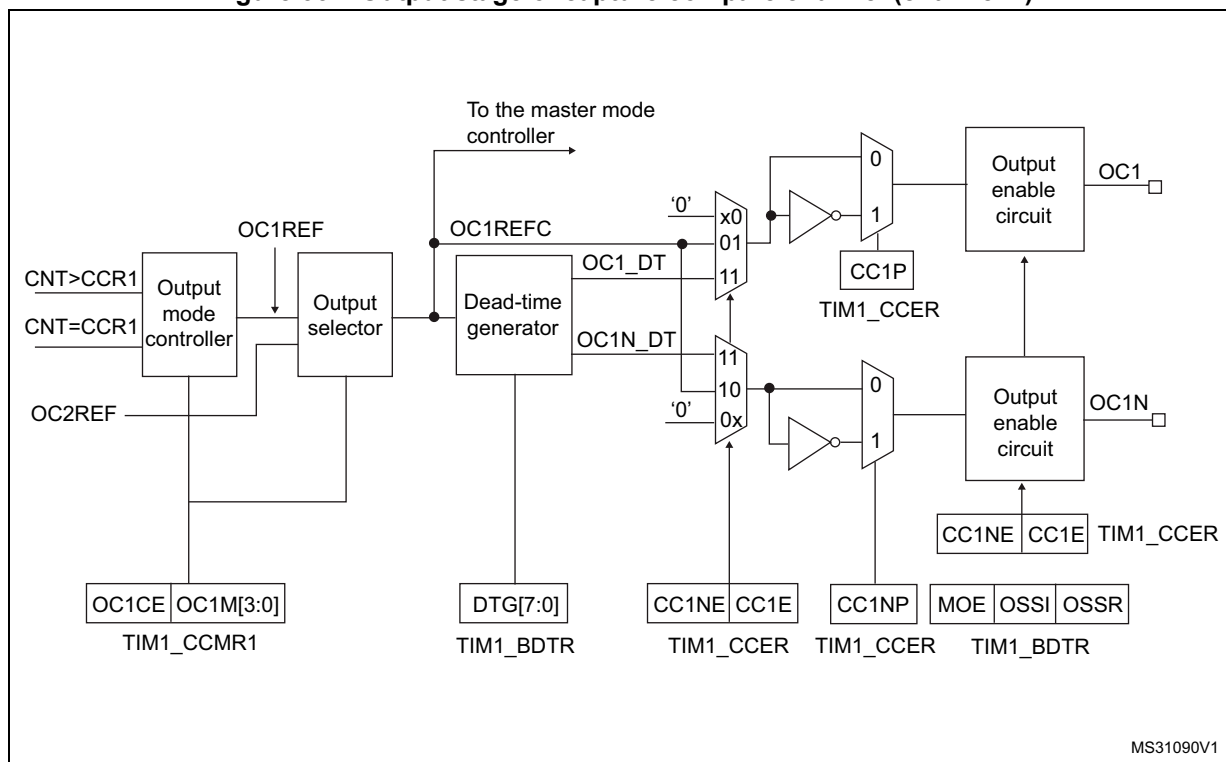 To the master mode
controller
OC1REF
OC1REFC
CNT>CCR1
CNT=CCR1
Output
mode
controller
Output
selector
OC2REF
Dead-time
generator
OC1_DT
OC1N_DT
'0'
x0
01
11
11
10
0x
'0'
0
1
CC1P
TIM1_CCER
0
1
Output
enable
circuit
OC1
Output
enable
circuit
OC1N
CC1NE CC1E TIM1_CCER
OC1CE OC1M[3:0]
TIM1_CCMR1
DTG[7:0]
TIM1_BDTR
CC1NE CC1E
TIM1_CCER
CC1NP
TIM1_CCER
MOE OSSI OSSR
TIM1_BDTR
MS31090V1